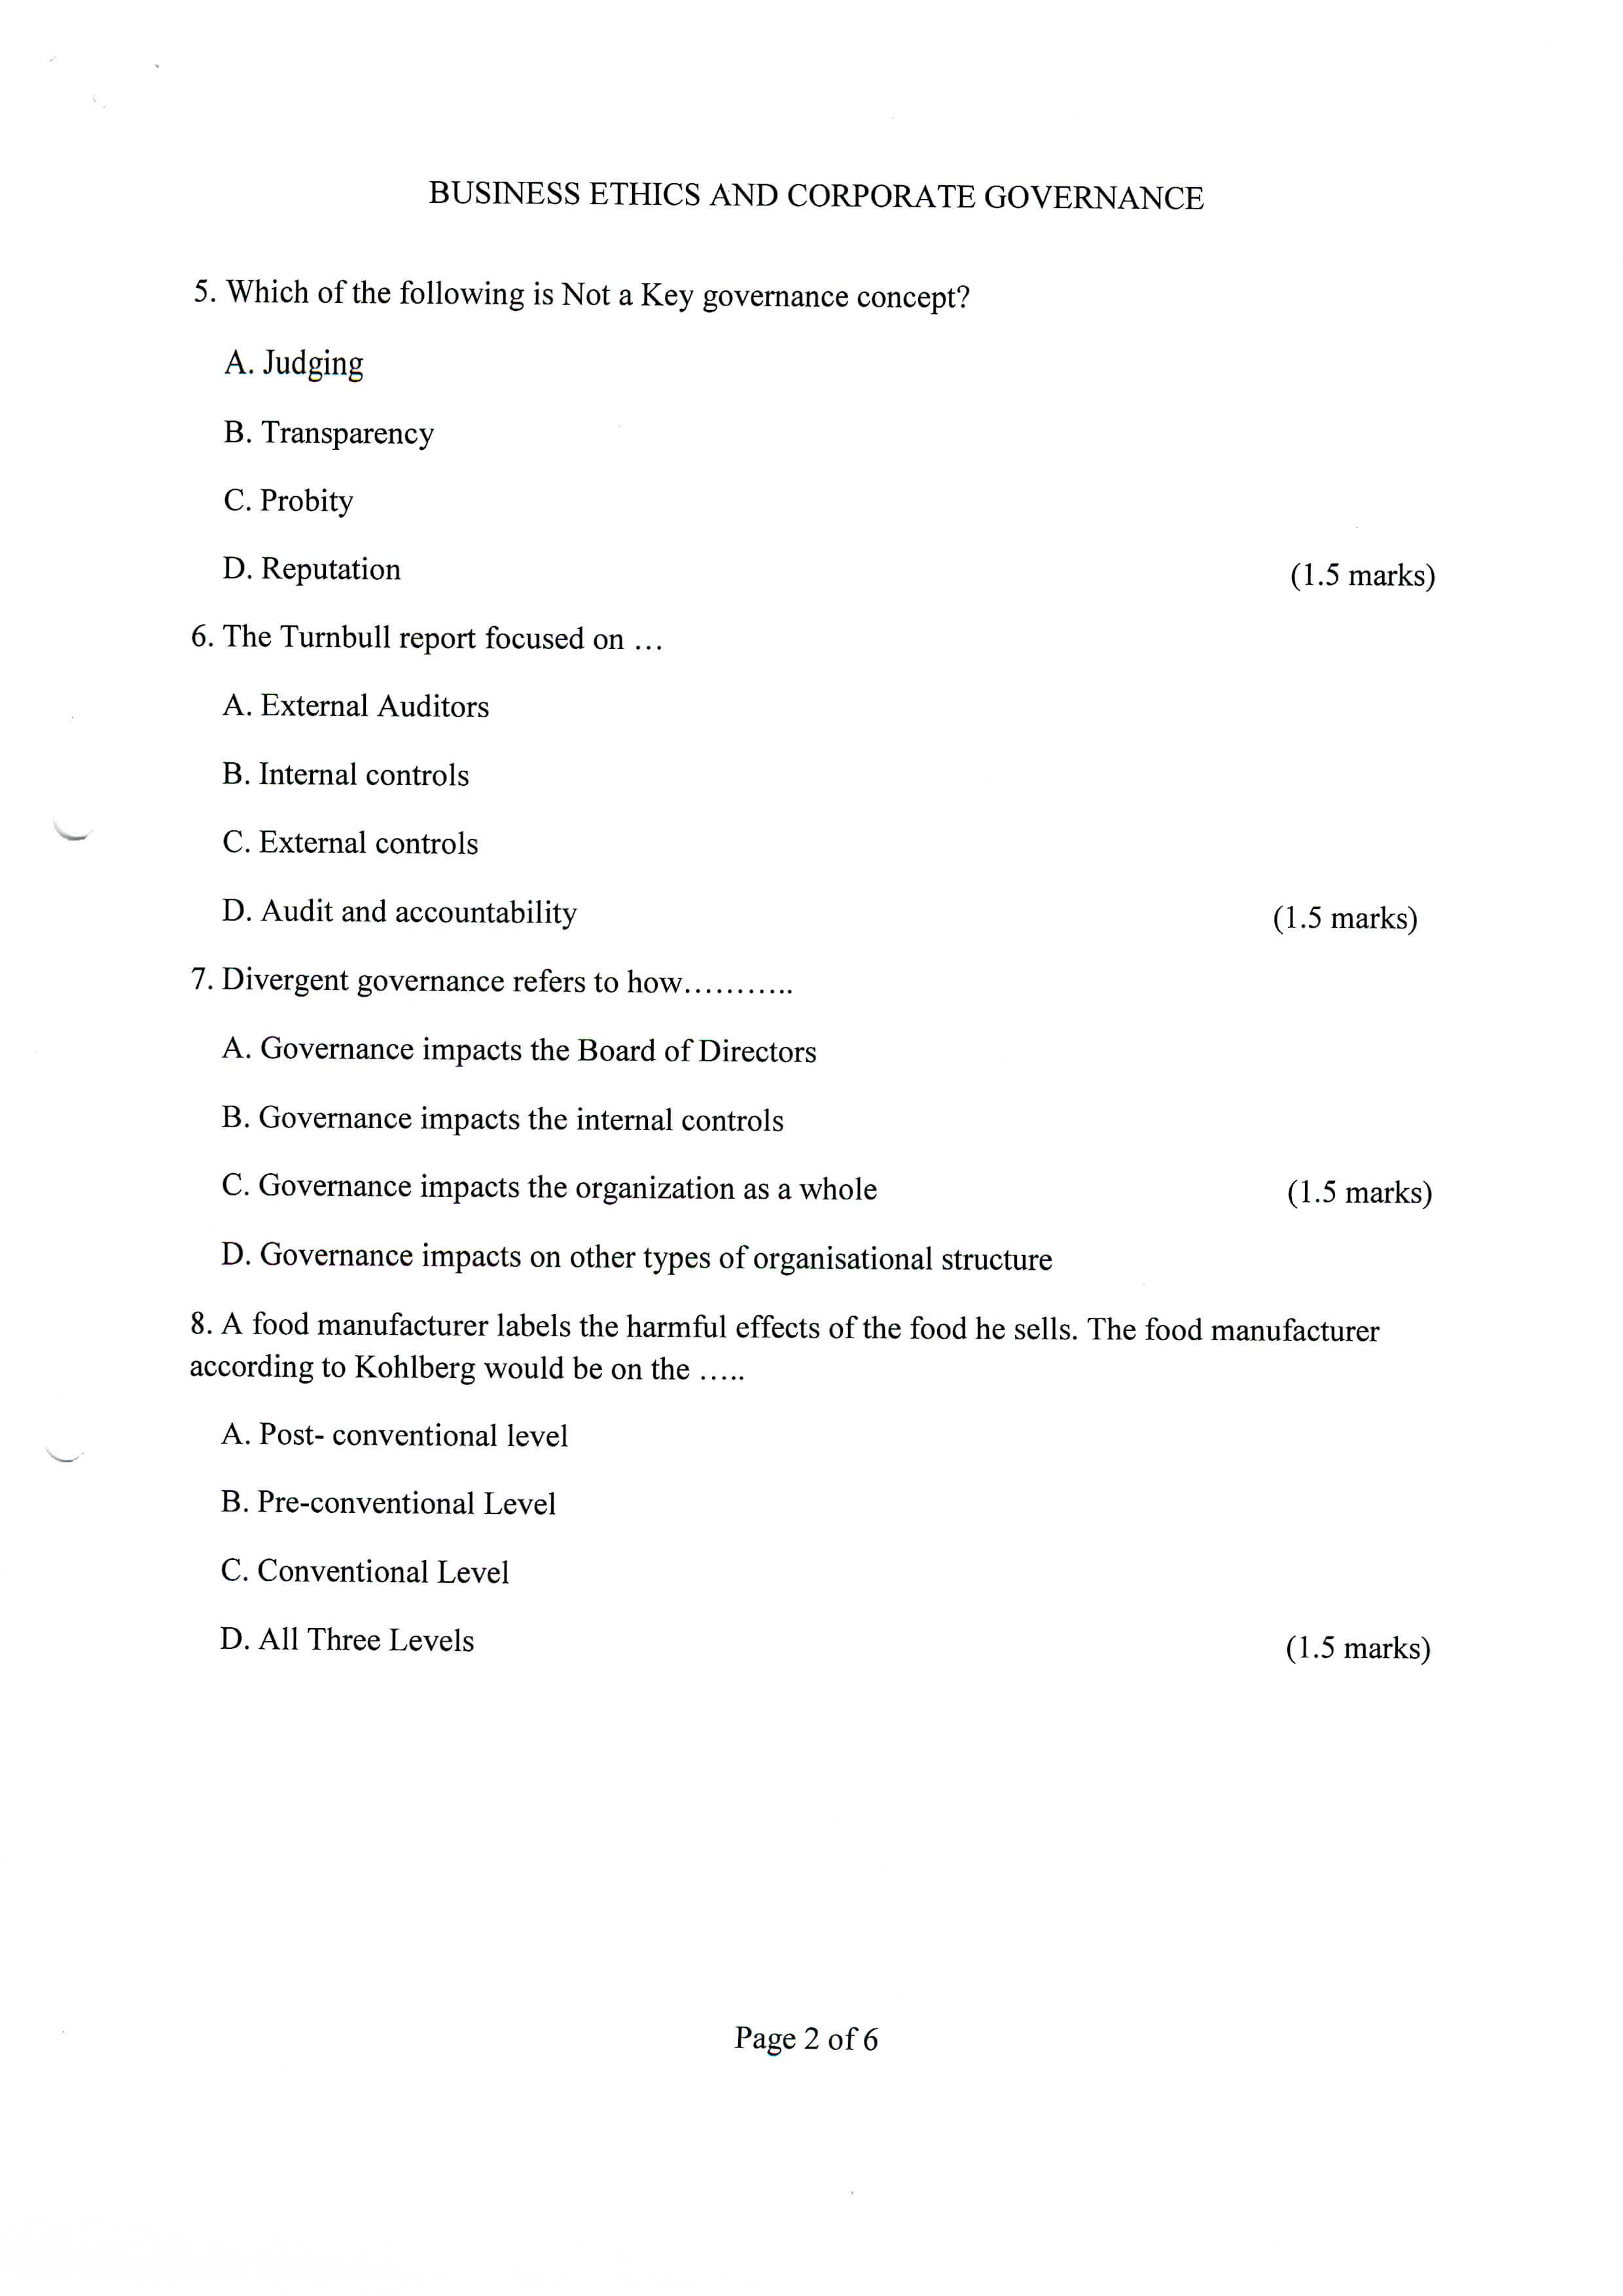 BUSINESS ETHICS AND CORPORATE GOVERNANCE
5. Which of the following is Not a Key governance concept?
A. Judging
B. Transparency
C. Probity
D. Reputation (1.5 marks)
6. The Turnbull report focused on ...
A. External Auditors
B. Internal controls
C. External controls
D. Audit and accountability (1.5 marks)
7. Divergent governance refers to how...........
A. Governance impacts the Board of Directors
B. Governance impacts the internal controls
C. Governance impacts the organization as a whole (1.5 marks)
D. Governance impacts on other types of organisational structure
8. A food manufacturer labels the harmful effects of the food he sells. The food manufacturer
according to Kohlberg would be on the .....
A. Post- conventional level
B. Pre-conventional Level
C. Conventional Level
D. All Three Levels (1.5 marks)
Page 2 of 6